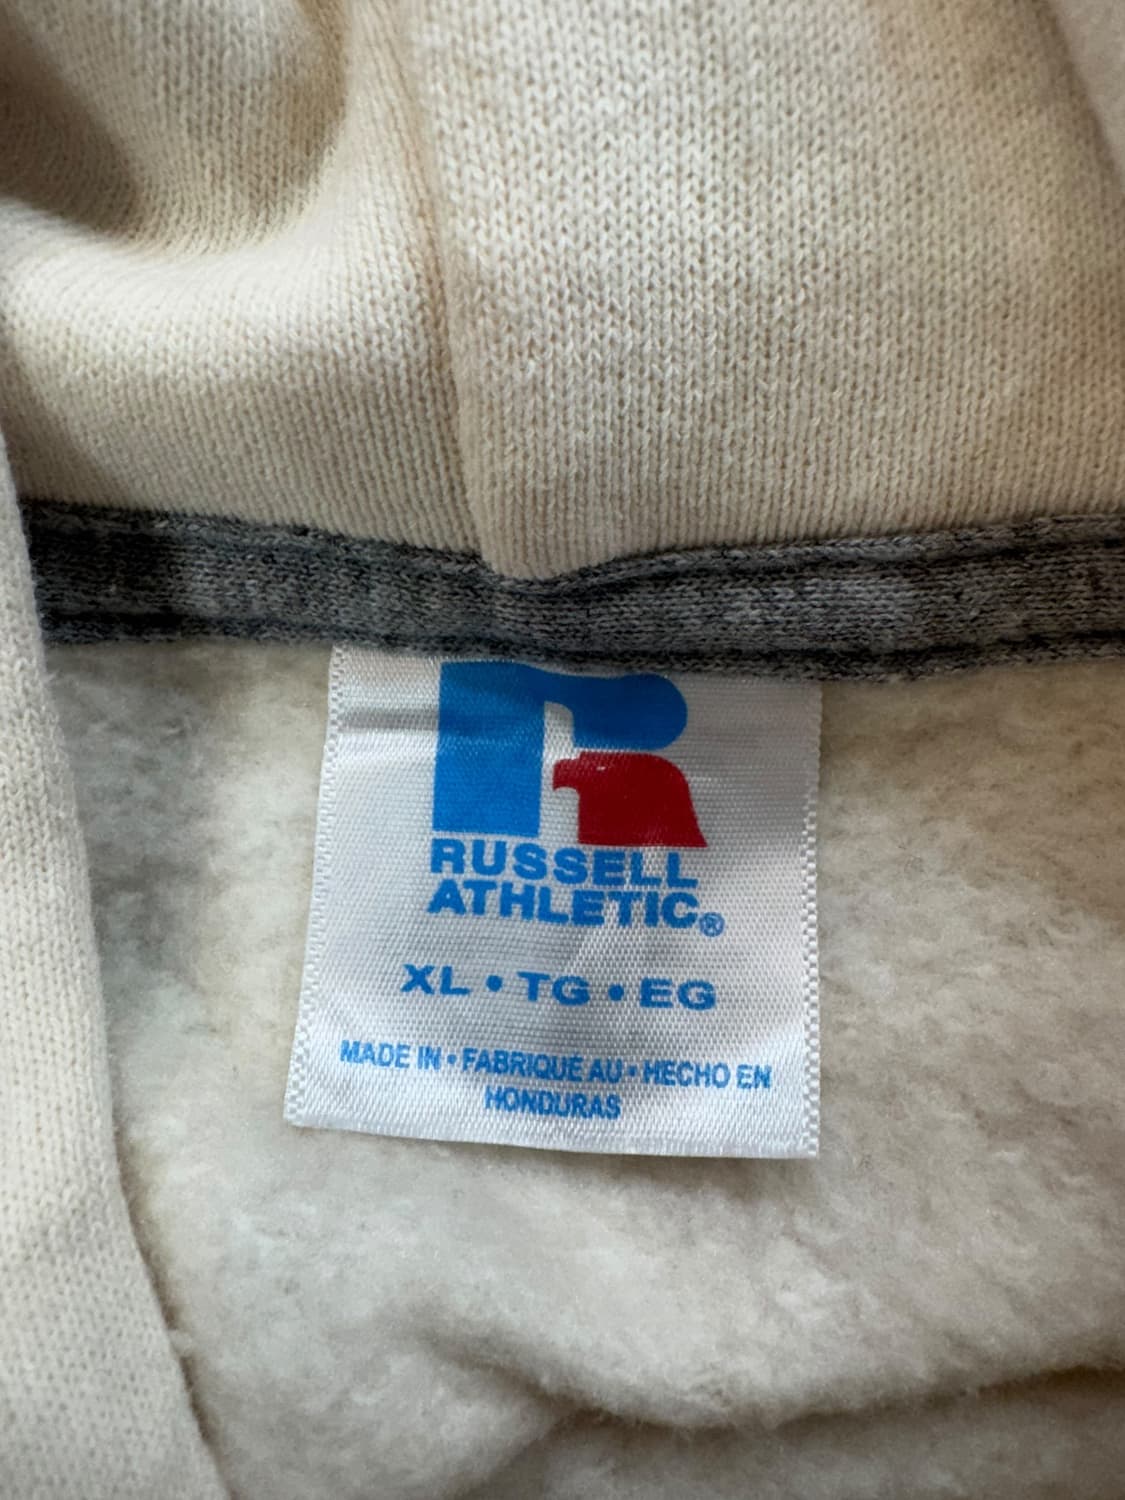 RUSSELL
ATHLETIC®
XL • TG • EG
MADE IN • FABRIQUÉ AU • HECHO EN
HONDURAS